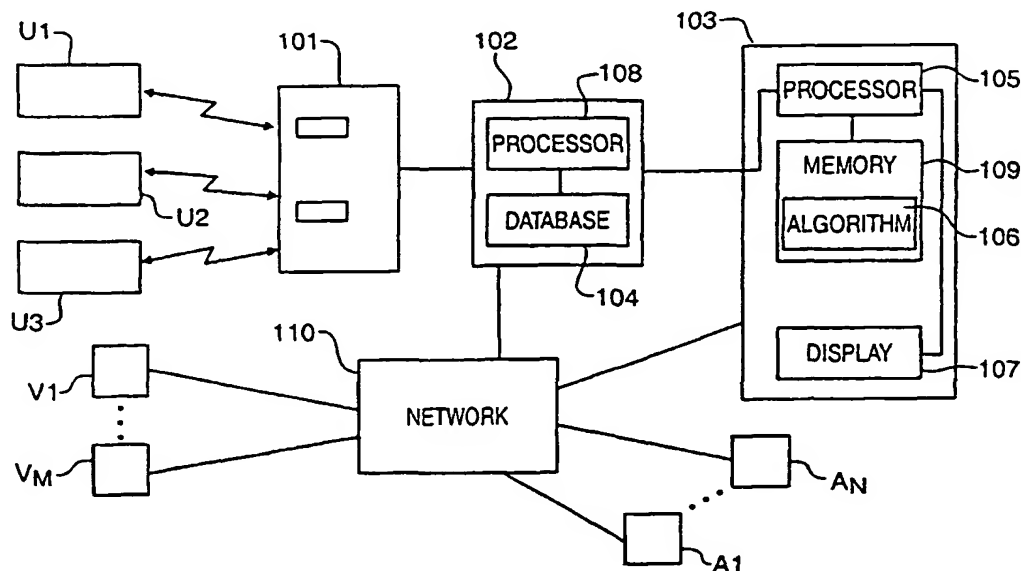 U1
101
102
108
103
105
PROCESSOR
PROCESSOR
MEMORY
109
DATABASE
ALGORITHM
106
U2
104
U3
110
DISPLAY
107
V1
NETWORK
VM
AN
A1